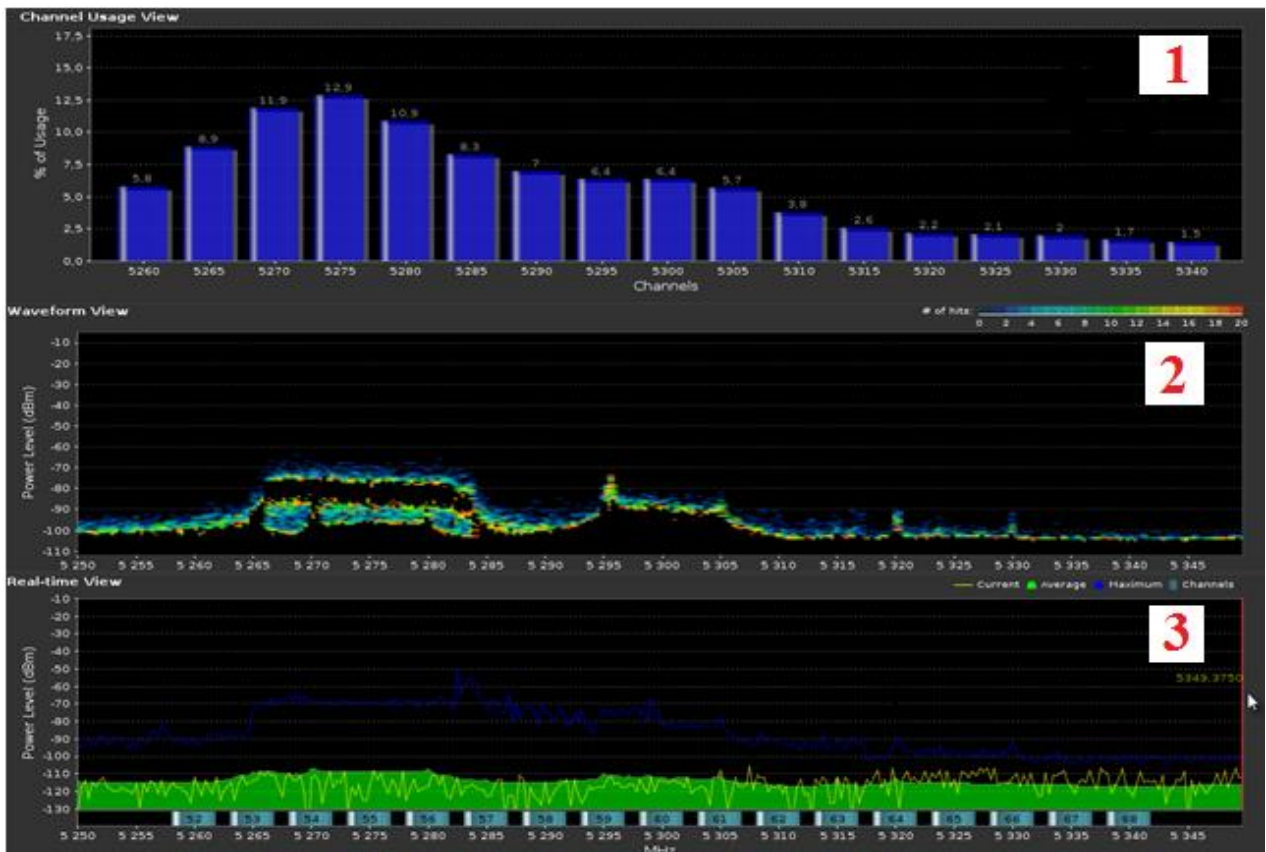 Channel Usage View
1
17,5
15,0
12,5
10,0
7,5
5,0
2,5
0,0
% of Usage
5.8 8.9 11.9 12.9 10.9 8.3 7 6.4 6.4 5.7 3.8 2.6 2.2 2.1 2 1.7 1.5
5260 5265 5270 5275 5280 5285 5290 5295 5300 5305 5310 5315 5320 5325 5330 5335 5340
Channels
Waveform View
# of hits:
0 2 4 6 8 10 12 14 16 18 20
2
-10
-20
-30
-40
-50
-60
-70
-80
-90
-100
-110
Power Level (dBm)
5 250 5 255 5 260 5 265 5 270 5 275 5 280 5 285 5 290 5 295 5 300 5 305 5 310 5 315 5 320 5 325 5 330 5 335 5 340 5 345
Real-time View
Current Average Maximum Channels
3
-10
-20
-30
-40
-50
-60
-70
-80
-90
-100
-110
-120
-130
Power Level (dBm)
5349.3750
52 53 54 55 56 57 58 59 60 61 62 63 64 65 66 67 68
5 250 5 255 5 260 5 265 5 270 5 275 5 280 5 285 5 290 5 295 5 300 5 305 5 310 5 315 5 320 5 325 5 330 5 335 5 340 5 345
MHz